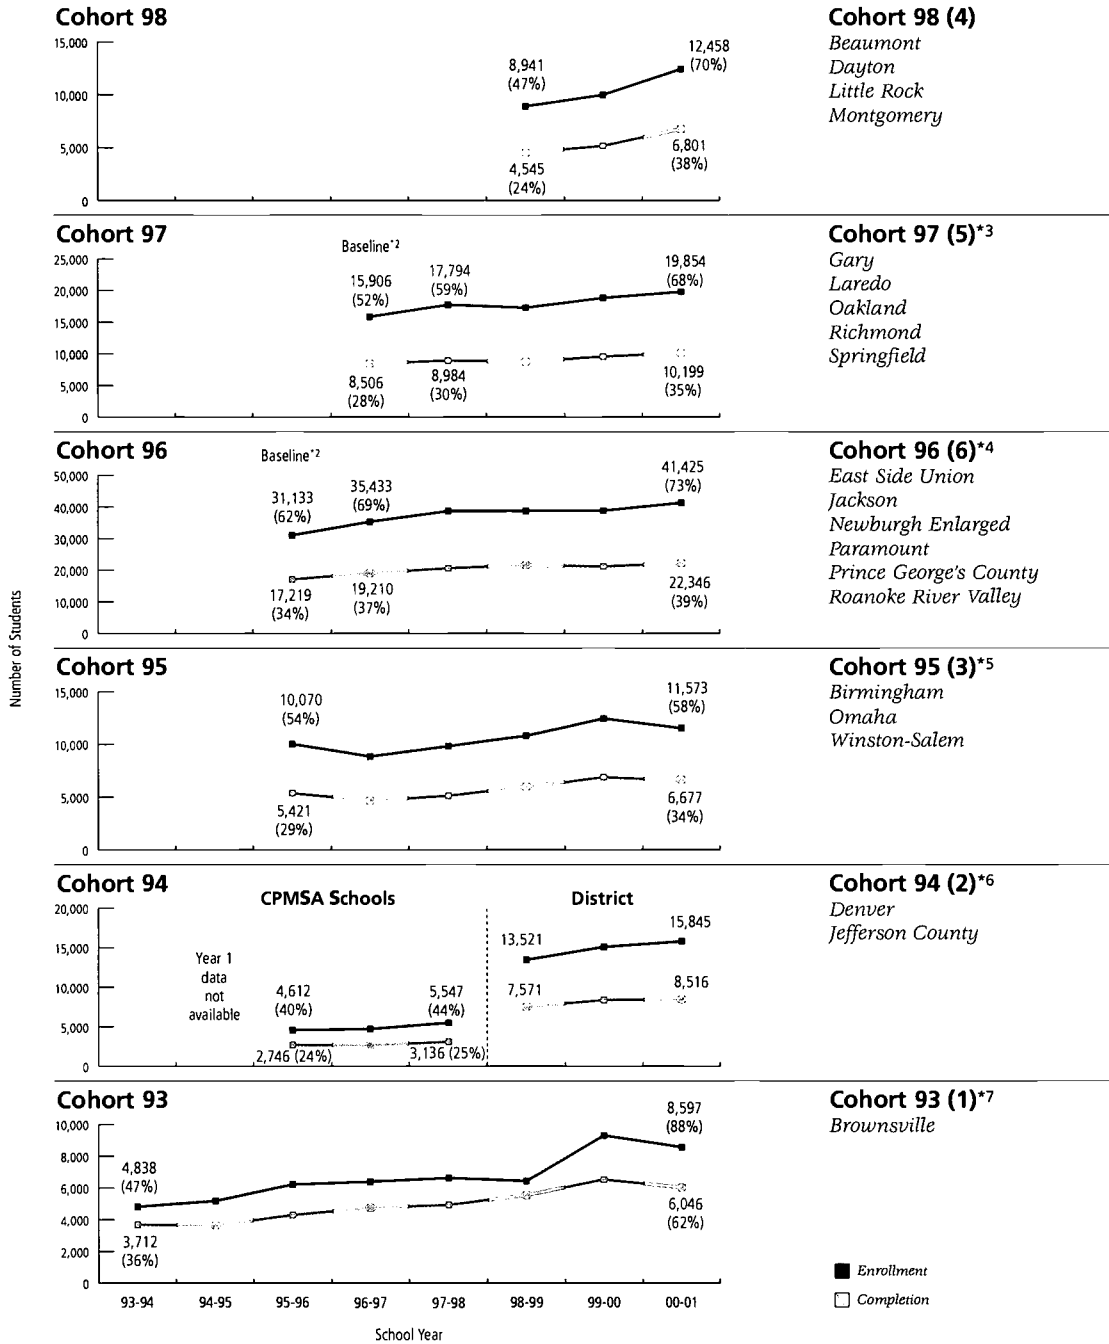 Cohort 98
15,000
10,000
5,000
0
8,941
(47%)
12,458
(70%)
4,545
(24%)
6,801
(38%)
Cohort 98 (4)
Beaumont
Dayton
Little Rock
Montgomery
Cohort 97
Baseline*2
25,000
20,000
15,000
10,000
5,000
0
15,906
(52%)
17,794
(59%)
19,854
(68%)
8,506
(28%)
8,984
(30%)
10,199
(35%)
Cohort 97 (5)*3
Gary
Laredo
Oakland
Richmond
Springfield
Cohort 96
Baseline*2
50,000
40,000
30,000
20,000
10,000
0
31,133
(62%)
35,433
(69%)
41,425
(73%)
17,219
(34%)
19,210
(37%)
22,346
(39%)
Cohort 96 (6)*4
East Side Union
Jackson
Newburgh Enlarged
Paramount
Prince George's County
Roanoke River Valley
Number of Students
Cohort 95
15,000
10,000
5,000
0
10,070
(54%)
11,573
(58%)
5,421
(29%)
6,677
(34%)
Cohort 95 (3)*5
Birmingham
Omaha
Winston-Salem
Cohort 94
CPMSA Schools
District
20,000
15,000
10,000
5,000
0
Year 1
data
not
available
4,612
(40%)
5,547
(44%)
2,746 (24%)
3,136 (25%)
13,521
15,845
7,571
8,516
Cohort 94 (2)*6
Denver
Jefferson County
Cohort 93
10,000
8,000
6,000
4,000
2,000
0
4,838
(47%)
8,597
(88%)
3,712
(36%)
6,046
(62%)
Cohort 93 (1)*7
Brownsville
Enrollment
Completion
93-94 94-95 95-96 96-97 97-98 98-99 99-00 00-01
School Year